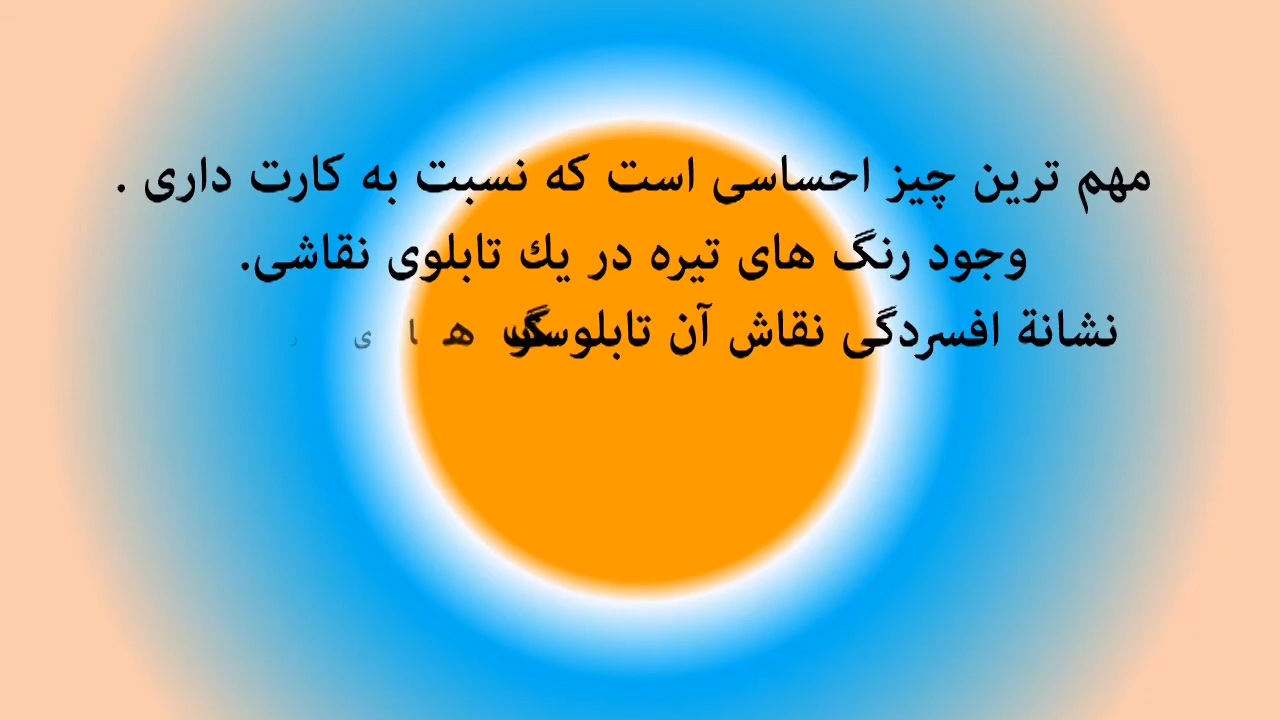 مهم ترین چیز احساسی است که نسبت به کارت داری .
وجود رنگ های تیره در یك تابلوی نقاشی.
نشانة افسردگی نقاش آن